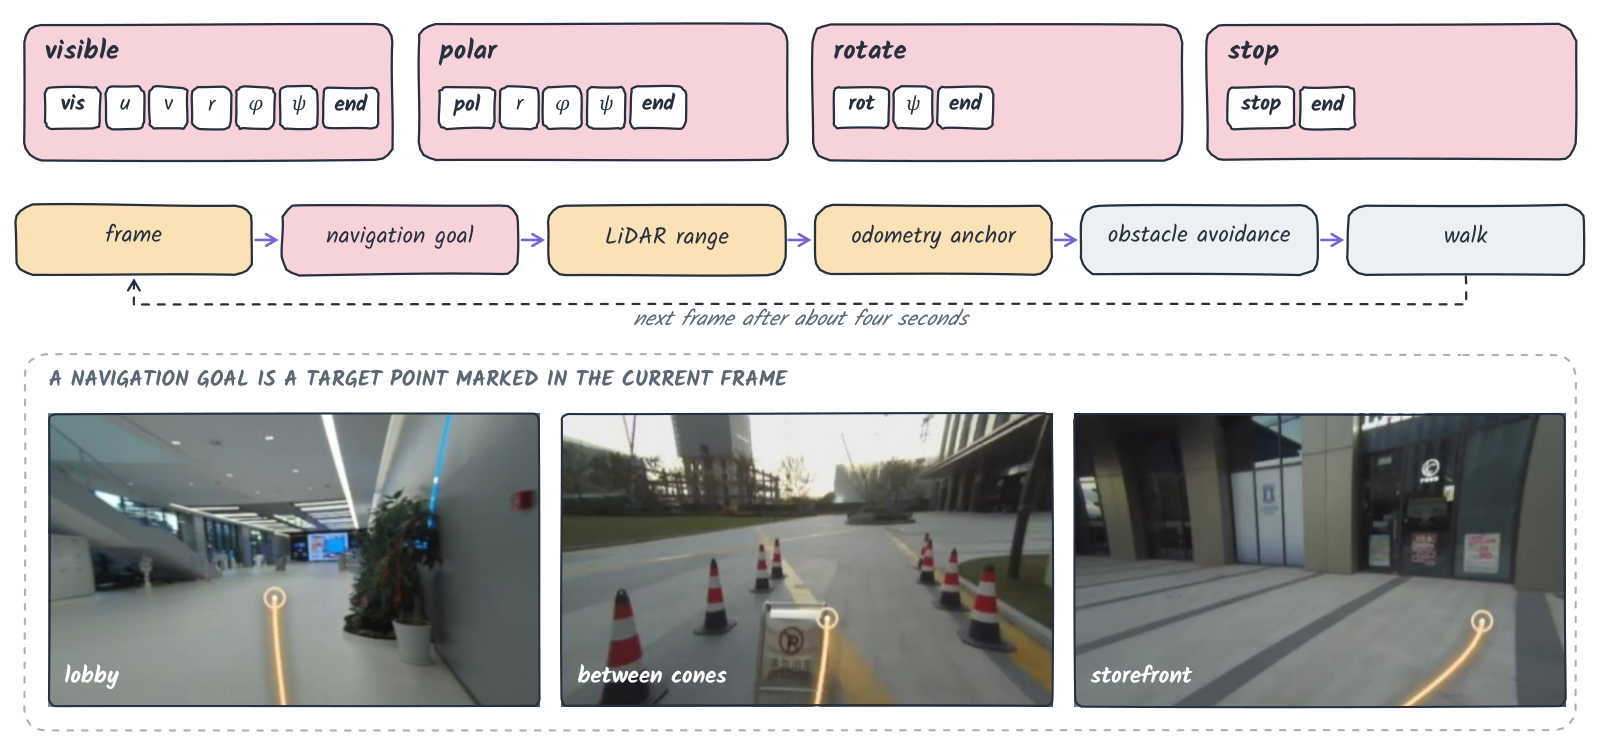 visible
vis u v r φ ψ end
polar
pol r φ ψ end
rotate
rot ψ end
stop
stop end
frame
navigation goal
LiDAR range
odometry anchor
obstacle avoidance
walk
next frame after about four seconds
A NAVIGATION GOAL IS A TARGET POINT MARKED IN THE CURRENT FRAME
lobby
between cones
storefront